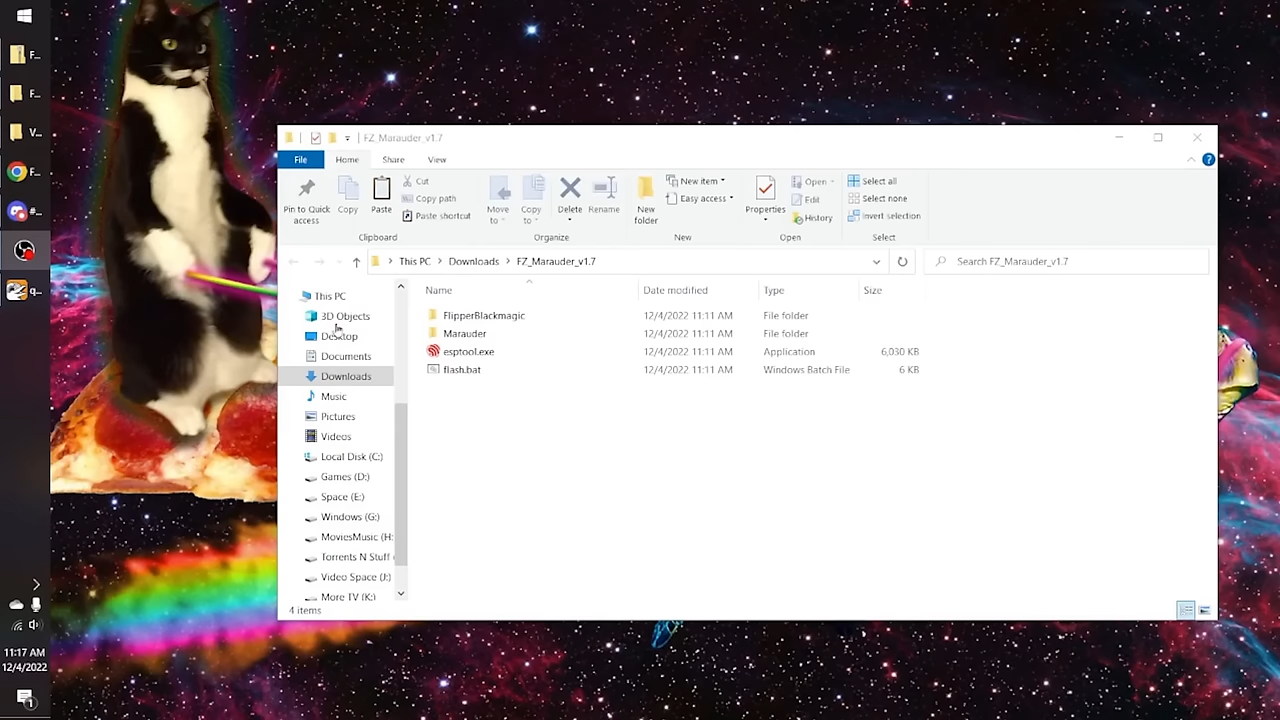 FZ_Marauder_v1.7
File
Home
Share
View
Pin to Quick access
Copy
Paste
Cut
Copy path
Paste shortcut
Clipboard
Move to
Copy to
Delete
Rename
Organize
New folder
New item
Easy access
New
Properties
Open
Edit
History
Open
Select all
Select none
Invert selection
Select
This PC
Downloads
FZ_Marauder_v1.7
Search FZ_Marauder_v1.7
Name
Date modified
Type
Size
FlipperBlackmagic 12/4/2022 11:11 AM File folder
Marauder 12/4/2022 11:11 AM File folder
esptool.exe 12/4/2022 11:11 AM Application 6,030 KB
flash.bat 12/4/2022 11:11 AM Windows Batch File 6 KB
This PC
3D Objects
Desktop
Documents
Downloads
Music
Pictures
Videos
Local Disk (C:)
Games (D:)
Space (E:)
Windows (G:)
MoviesMusic (H:
Torrents N Stuff (
Video Space (J:)
More TV (K:)
4 items
F...
F...
V...
F...
#...
q...
11:17 AM
12/4/2022
1